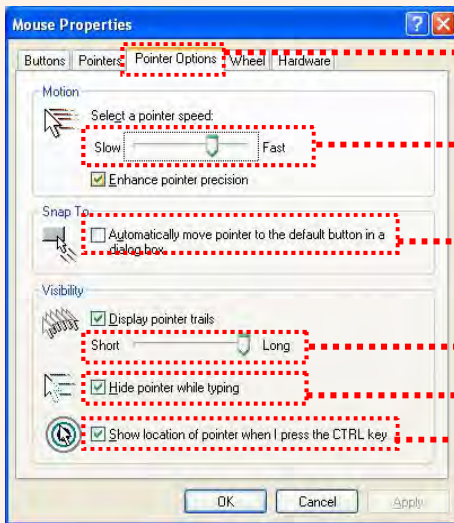 Mouse Properties
Buttons Pointers Pointer Options Wheel Hardware
Motion
Select a pointer speed:
Slow Fast
Enhance pointer precision
Snap To
Automatically move pointer to the default button in a
dialog box
Visibility
Display pointer trails
Short Long
Hide pointer while typing
Show location of pointer when I press the CTRL key
OK Cancel Apply